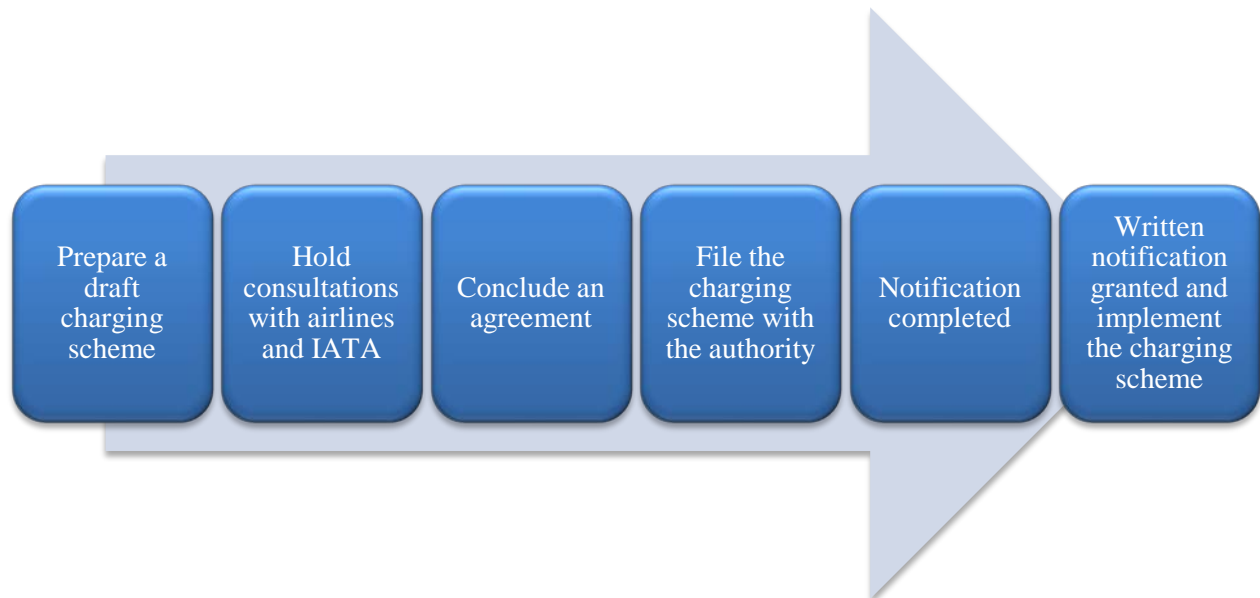 Prepare a
draft
charging
scheme
Hold
consultations
with airlines
and IATA
Conclude an
agreement
File the
charging
scheme with
the authority
Notification
completed
Written
notification
granted and
implement
the charging
scheme